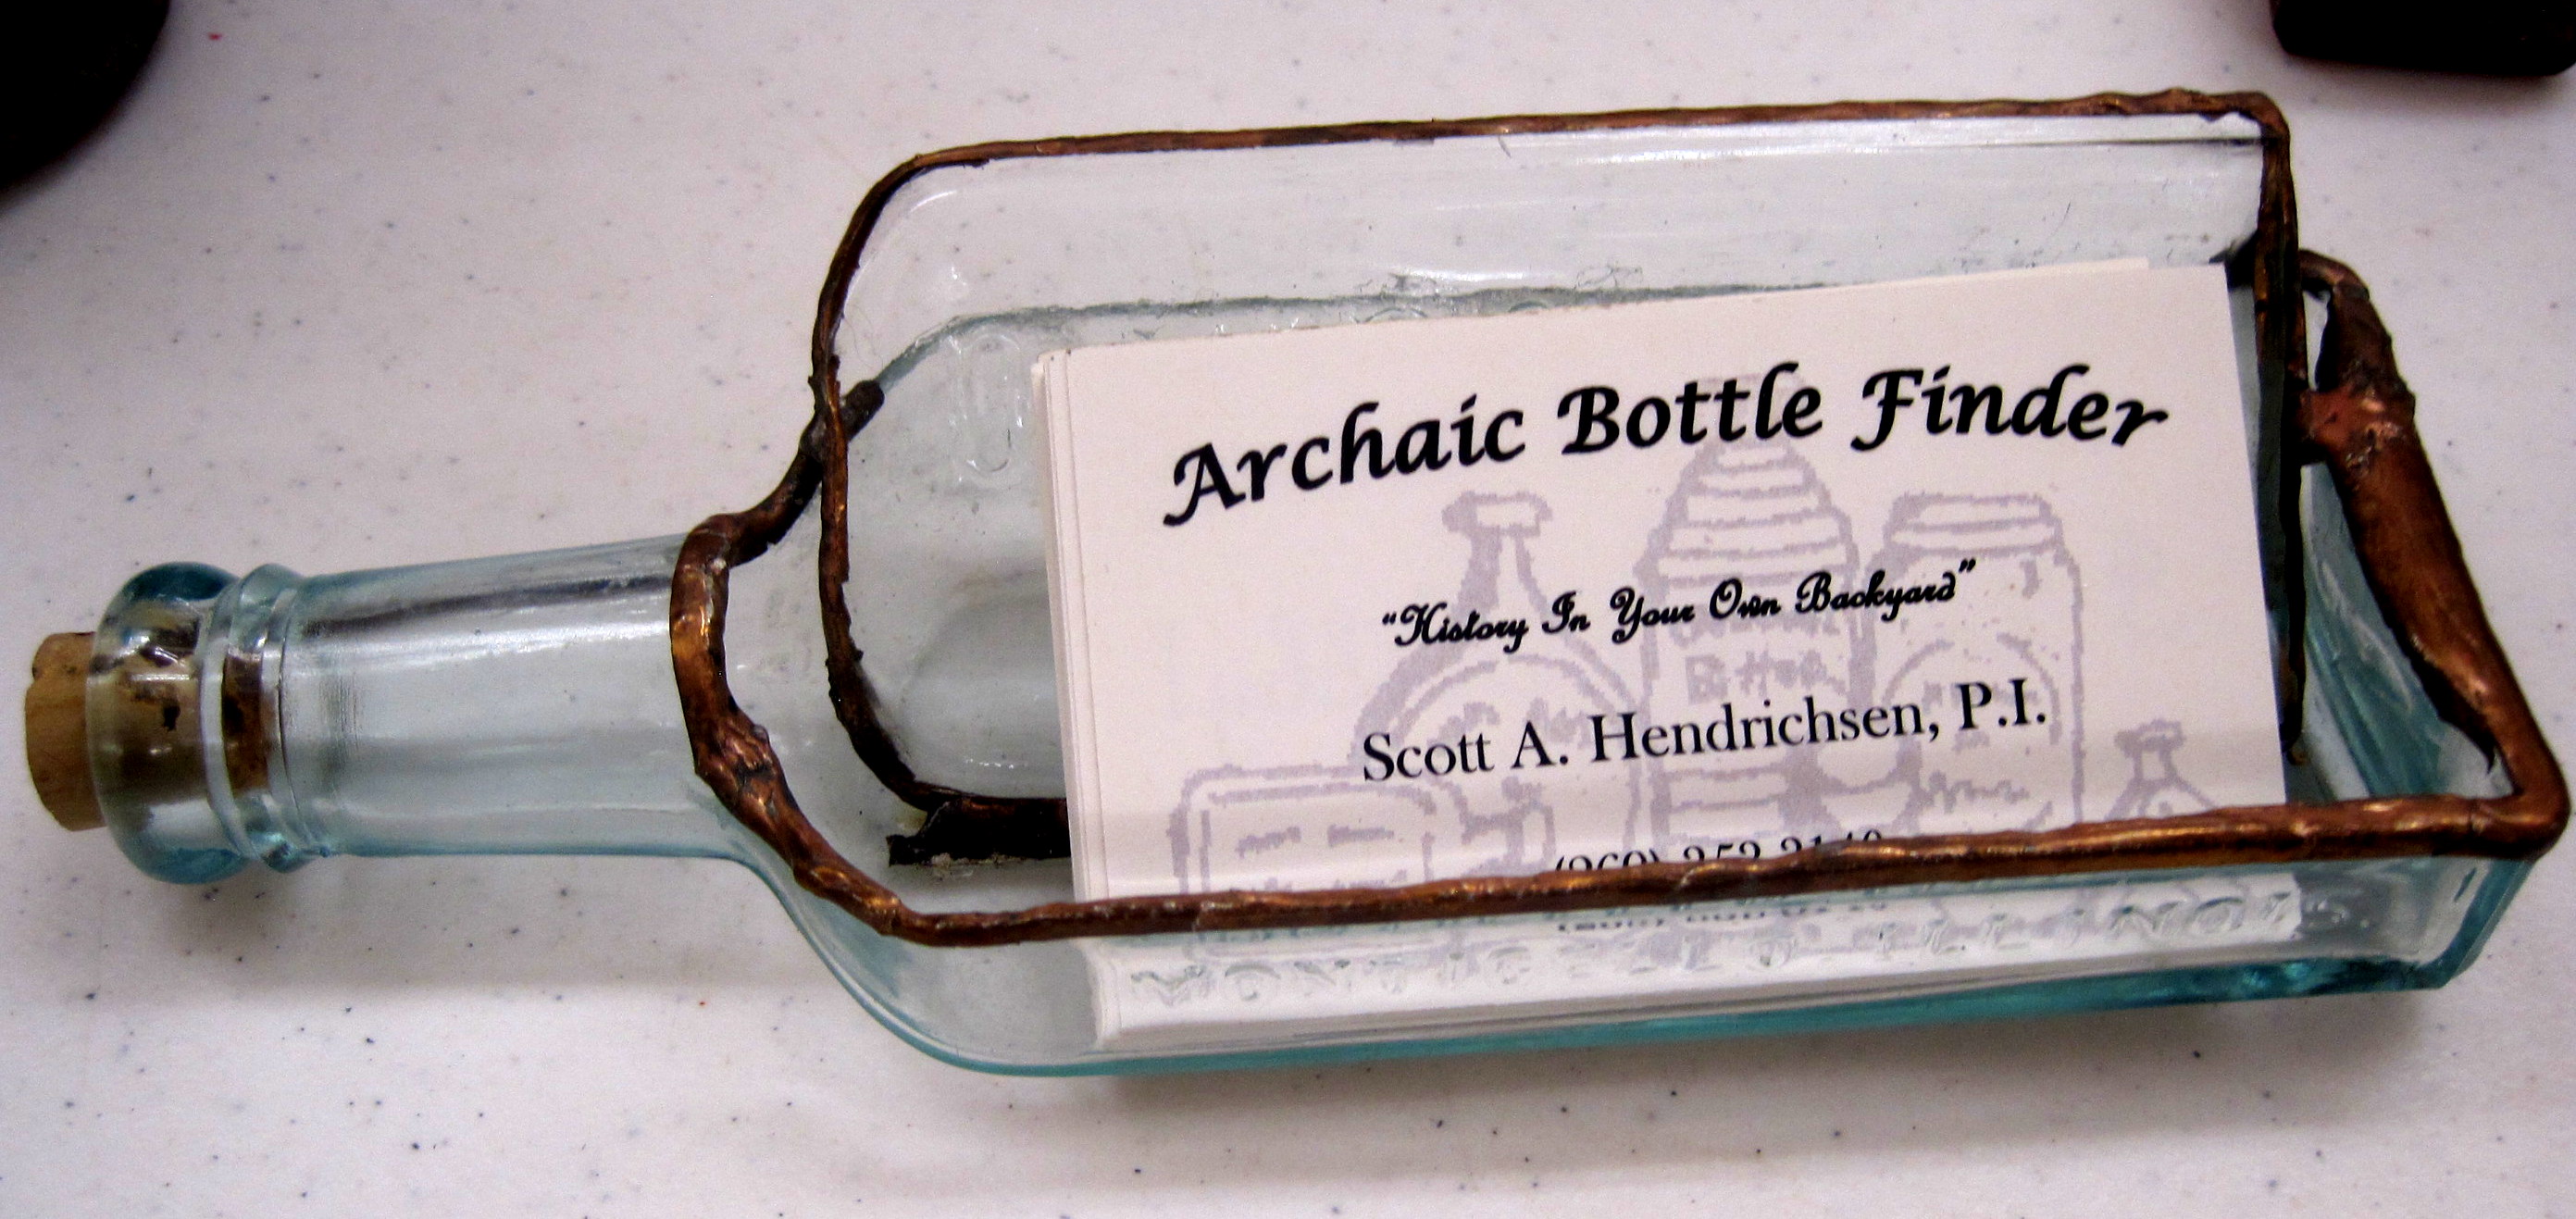 Archaic Bottle Finder
"History In Your Own Backyard"
Scott A. Hendrichsen, P.I.